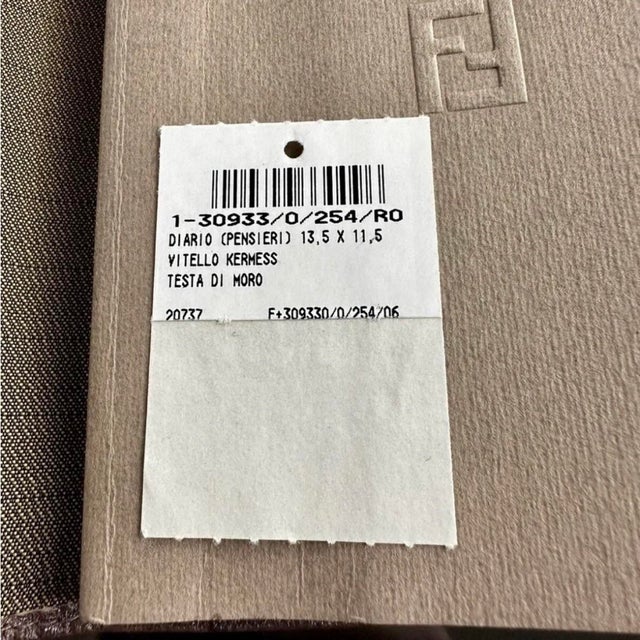 1-30933/0/254/RO
DIARIO (PENSIERI) 13,5 X 11,5
VITELLO KERMESS
TESTA DI MORO
20737 F+309330/0/254/06